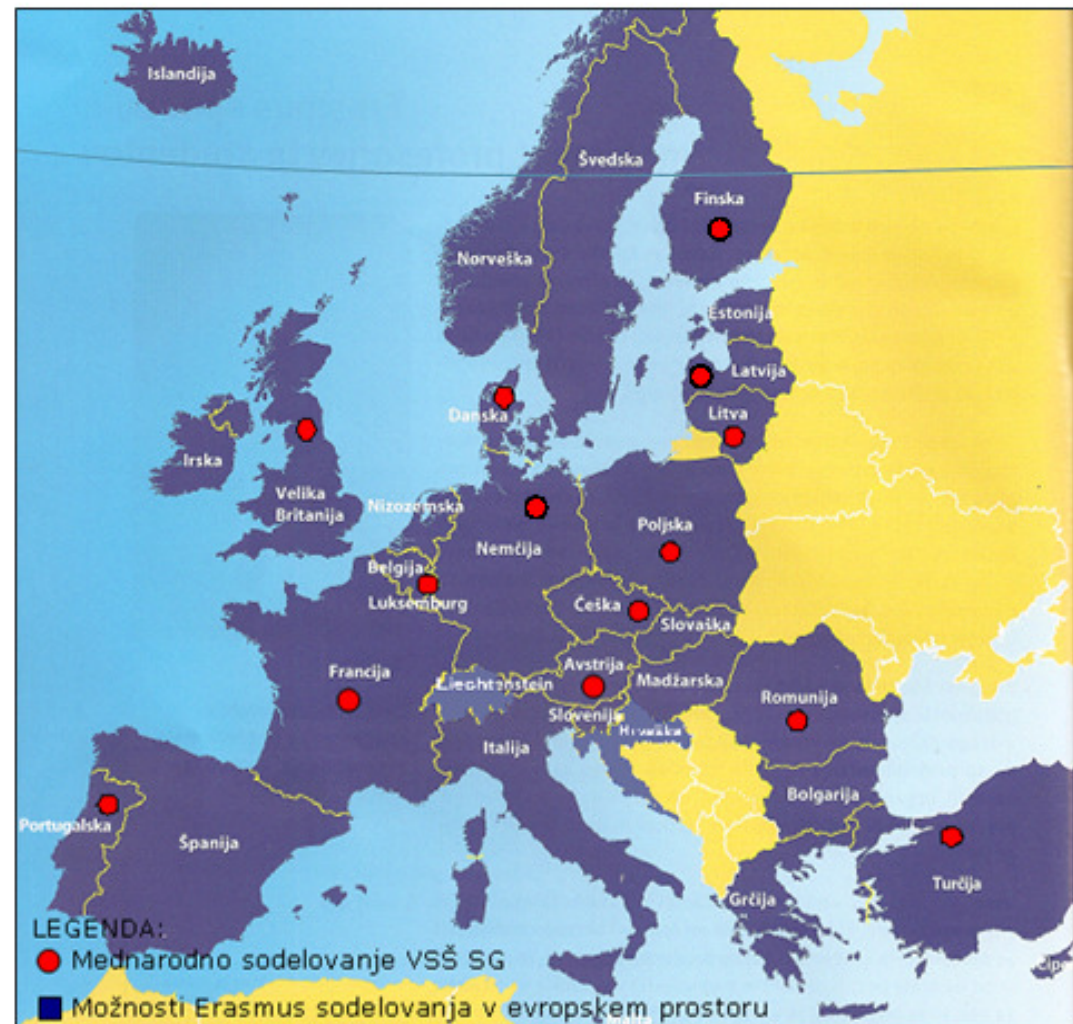 Islandija
Švedska
Finska
Norveška
Estonija
Latvija
Danska
Litva
Irska
Velika
Britanija
Nizozemska
Poljska
Nemčija
Belgija
Luksemburg
Češka
Slovaška
Avstrija
Francija
Liechtenstein
Madžarska
Romunija
Slovenija
Hrvaška
Italija
Bolgarija
Portugalska
Španija
Turčija
Grčija
LEGENDA:
Mednarodno sodelovanje VSŠ SG
Možnosti Erasmus sodelovanja v evropskem prostoru